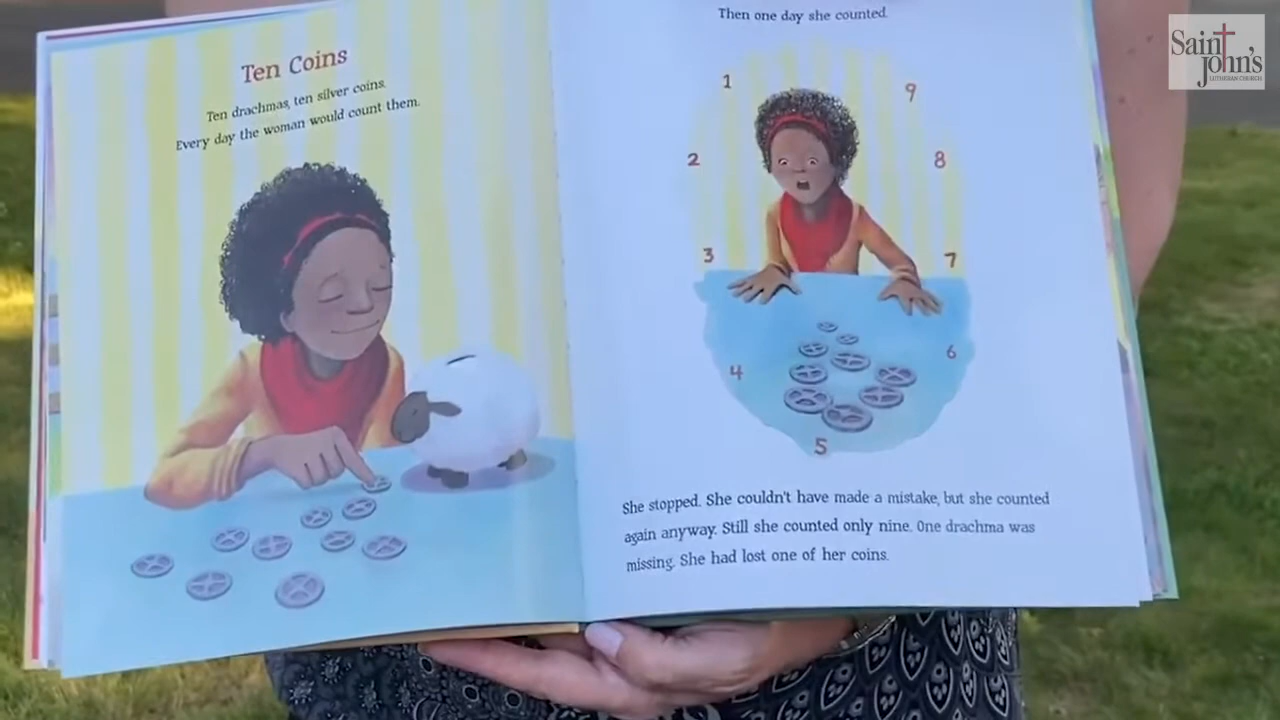 Ten Coins
Ten drachmas, ten silver coins.
Every day the woman would count them.
Then one day she counted.
1
2
3
4
5
6
7
8
9
She stopped. She couldn't have made a mistake, but she counted
again anyway. Still she counted only nine. One drachma was
missing. She had lost one of her coins.
Saint
John's
LUTHERAN CHURCH